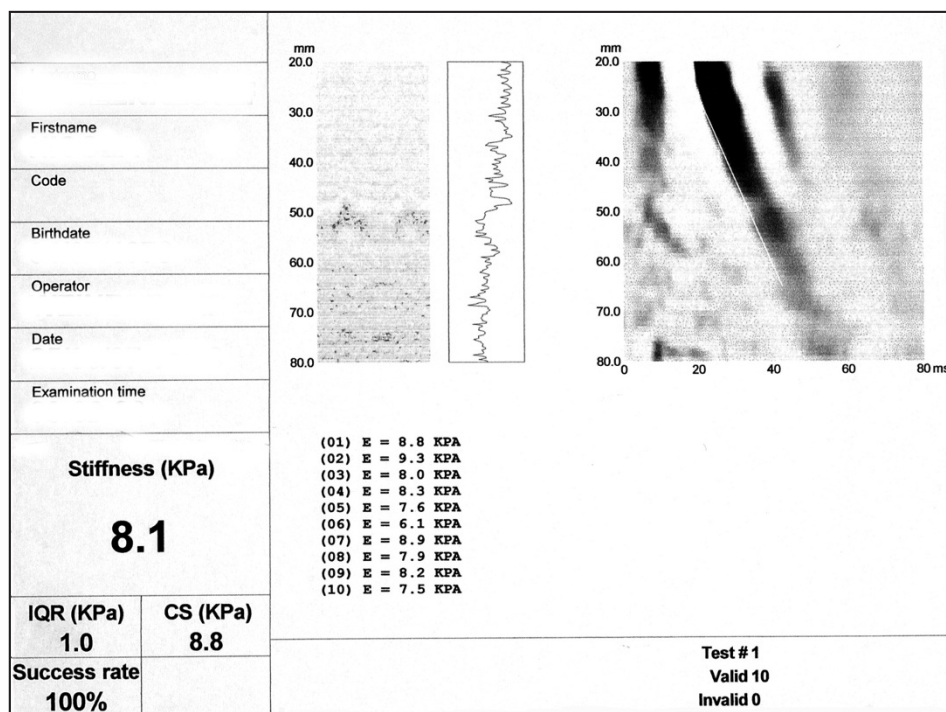 Firstname
Code
Birthdate
Operator
Date
Examination time
Stiffness (KPa)
8.1
IQR (KPa)
1.0
CS (KPa)
8.8
Success rate
100%
mm
20.0
30.0
40.0
50.0
60.0
70.0
80.0
mm
20.0
30.0
40.0
50.0
60.0
70.0
80.0
0 20 40 60 80 ms
(01) E = 8.8 KPA
(02) E = 9.3 KPA
(03) E = 8.0 KPA
(04) E = 8.3 KPA
(05) E = 7.6 KPA
(06) E = 6.1 KPA
(07) E = 8.9 KPA
(08) E = 7.9 KPA
(09) E = 8.2 KPA
(10) E = 7.5 KPA
Test # 1
Valid 10
Invalid 0